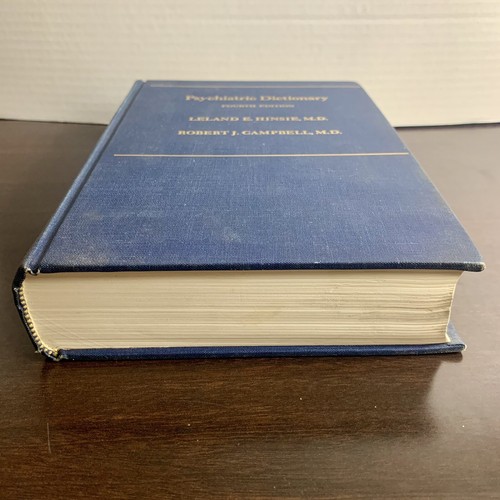 Psychiatric Dictionary
FOURTH EDITION
LELAND E. HINSIE, M.D.
ROBERT J. CAMPBELL, M.D.